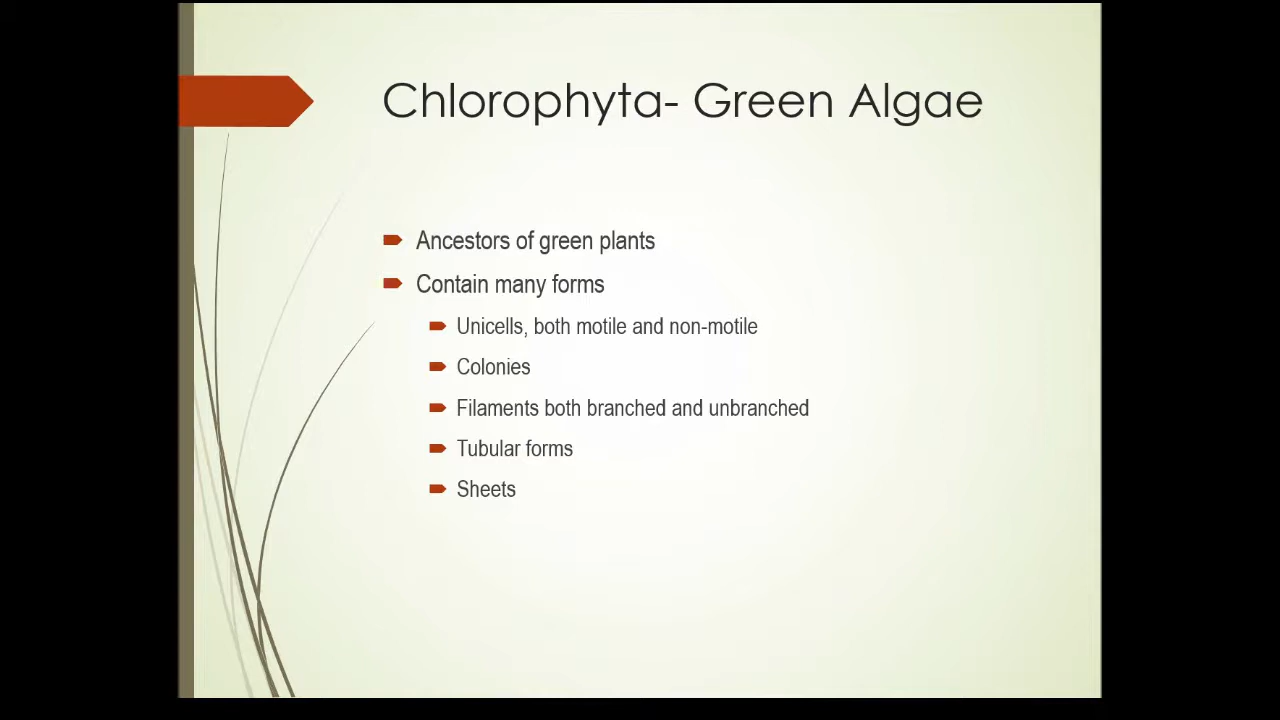 Chlorophyta- Green Algae
Ancestors of green plants
Contain many forms
Unicells, both motile and non-motile
Colonies
Filaments both branched and unbranched
Tubular forms
Sheets